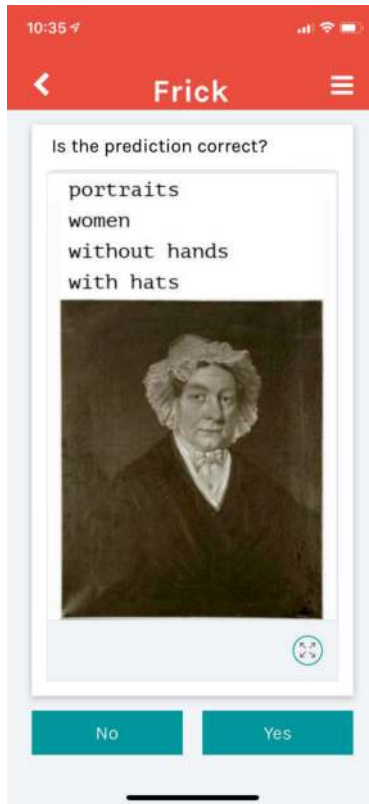 10:35
Frick
Is the prediction correct?
portraits
women
without hands
with hats
No
Yes